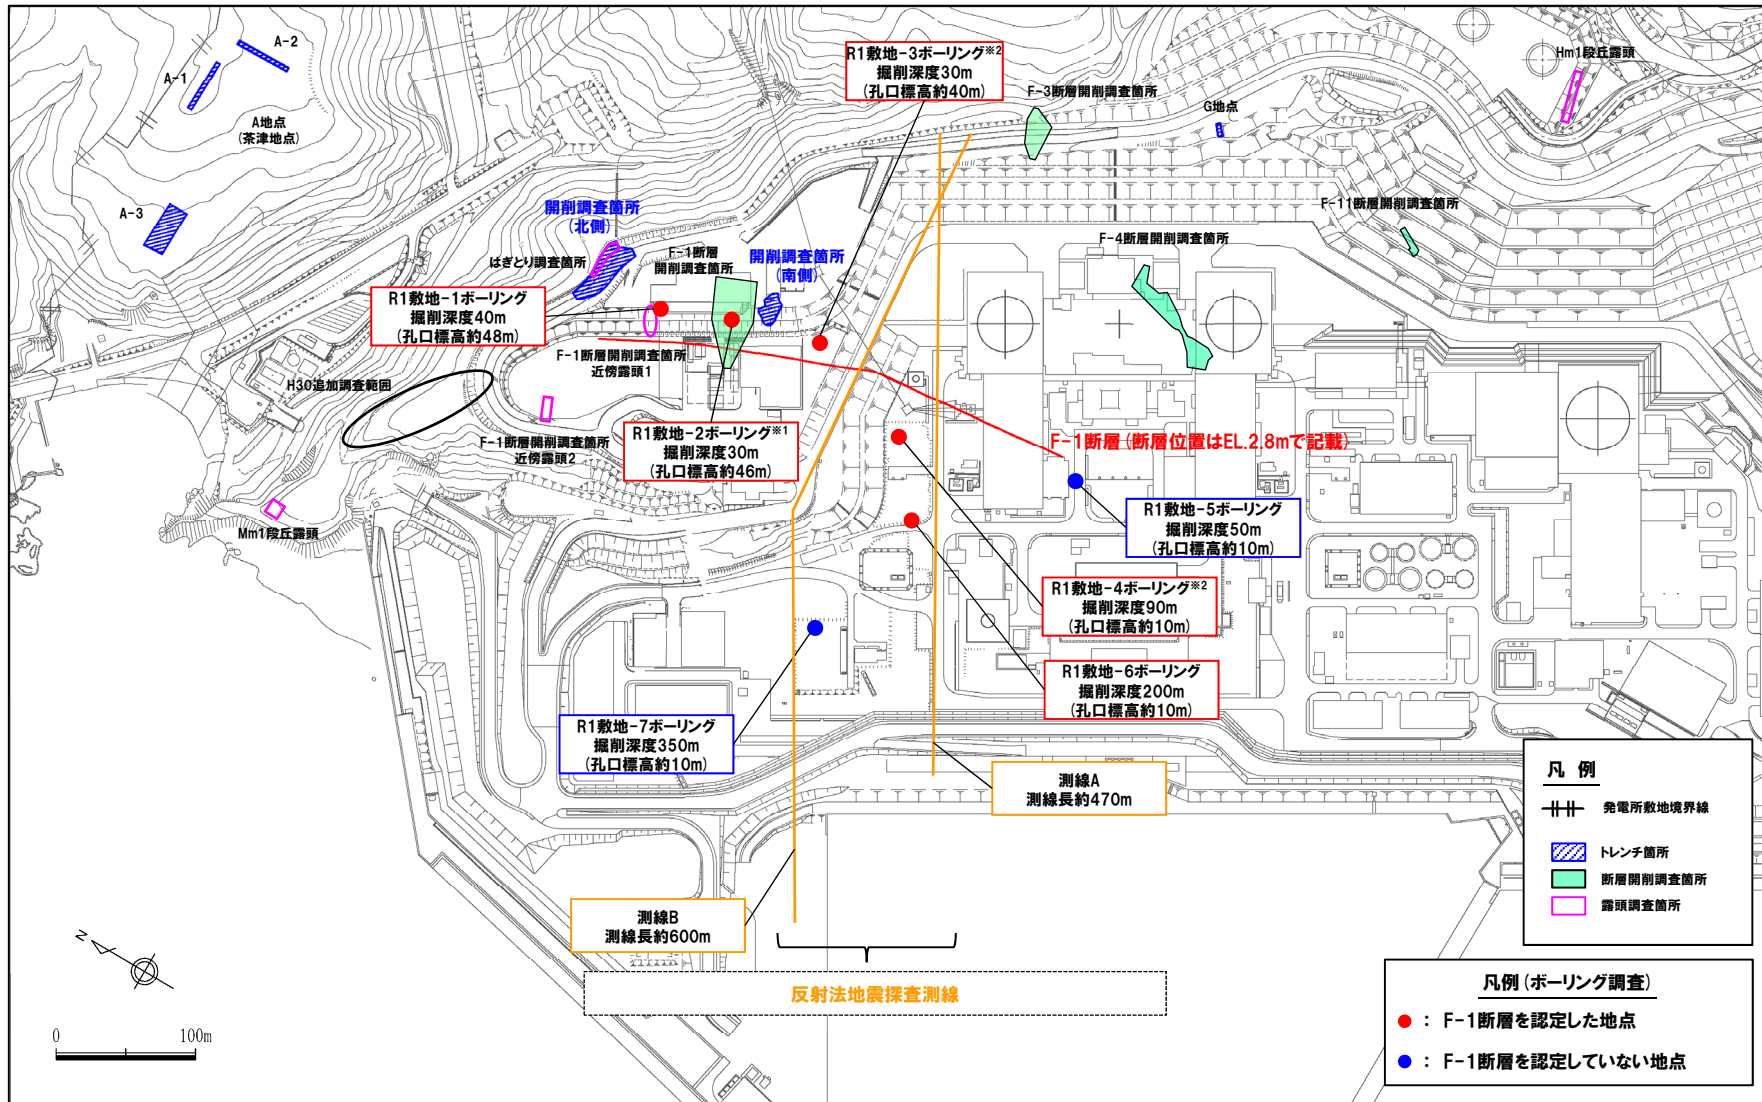 A-2
A-1
A地点
(茶津地点)
A-3
R1敷地-3ボーリング※2
掘削深度30m
(孔口標高約40m)
F-3断層開削調査箇所
G地点
Hm1段丘露頭
開削調査箇所
(北側)
はぎとり調査箇所
F-1断層
開削調査箇所
開削調査箇所
(南側)
F-4断層開削調査箇所
F-11断層開削調査箇所
R1敷地-1ボーリング
掘削深度40m
(孔口標高約48m)
F-1断層開削調査箇所
近傍露頭1
H30追加調査範囲
F-1断層開削調査箇所
近傍露頭2
R1敷地-2ボーリング※1
掘削深度30m
(孔口標高約46m)
F-1断層(断層位置はEL.2.8mで記載)
Mm1段丘露頭
R1敷地-5ボーリング
掘削深度50m
(孔口標高約10m)
R1敷地-4ボーリング※2
掘削深度90m
(孔口標高約10m)
R1敷地-6ボーリング
掘削深度200m
(孔口標高約10m)
R1敷地-7ボーリング
掘削深度350m
(孔口標高約10m)
測線A
測線長約470m
測線B
測線長約600m
反射法地震探査測線
N
0 100m
凡 例
発電所敷地境界線
トレンチ箇所
断層開削調査箇所
露頭調査箇所
凡例(ボーリング調査)
: F-1断層を認定した地点
: F-1断層を認定していない地点